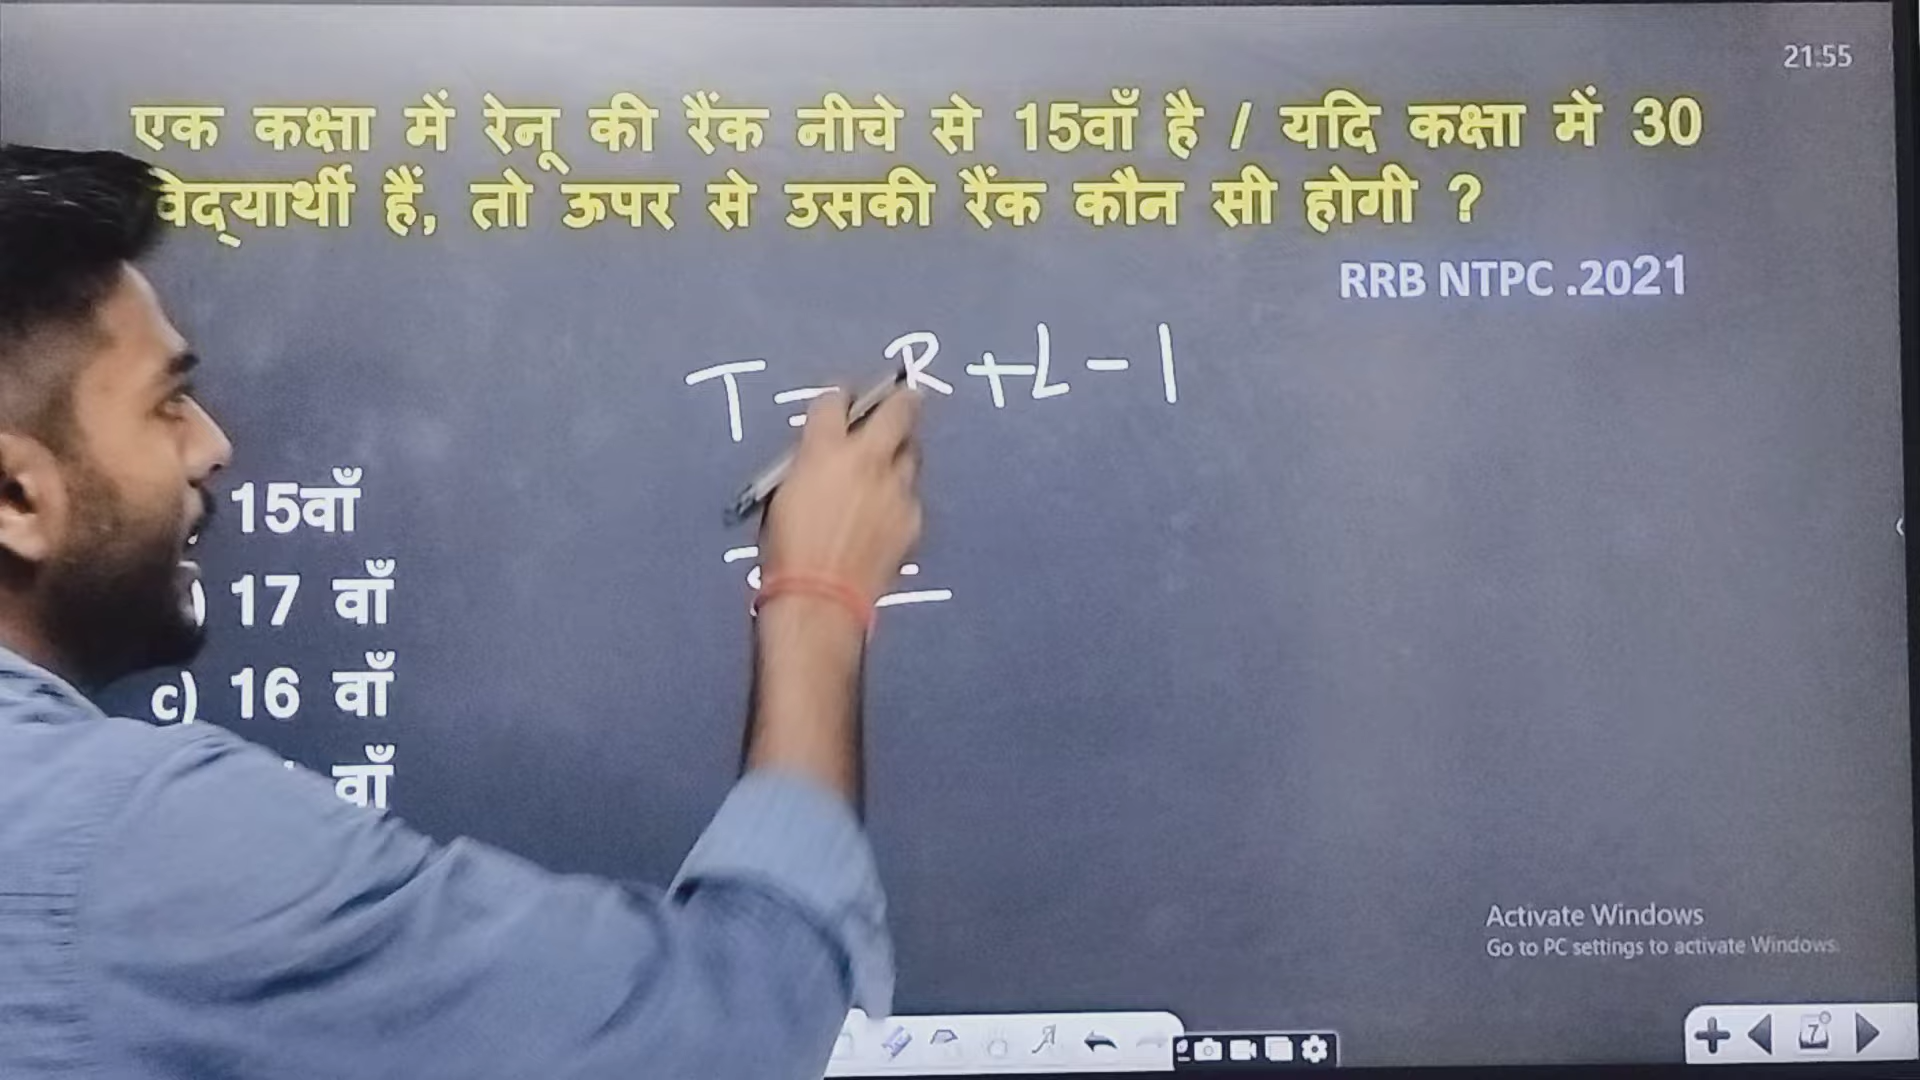 21:55
एक कक्षा में रेनू की रैंक नीचे से 15वाँ है / यदि कक्षा में 30
विद्यार्थी हैं, तो ऊपर से उसकी रैंक कौन सी होगी ?
RRB NTPC .2021
T = R + L - 1
15वाँ
) 17 वाँ
c) 16 वाँ
वाँ
Activate Windows
Go to PC settings to activate Windows.
7